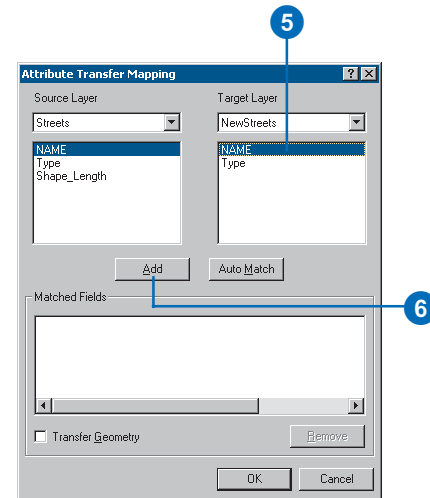 5
Attribute Transfer Mapping
Source Layer Target Layer
Streets NewStreets
NAME NAME
Type Type
Shape_Length
Add Auto Match
Matched Fields
6
Transfer Geometry Remove
OK Cancel